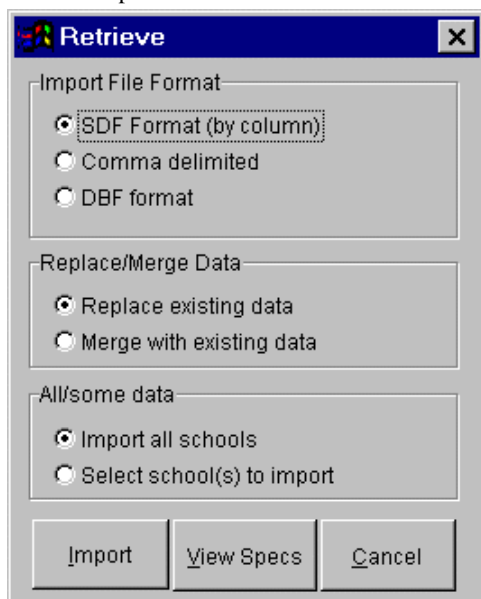 Retrieve
Import File Format
SDF Format (by column)
Comma delimited
DBF format
Replace/Merge Data
Replace existing data
Merge with existing data
All/some data
Import all schools
Select school(s) to import
Import View Specs Cancel